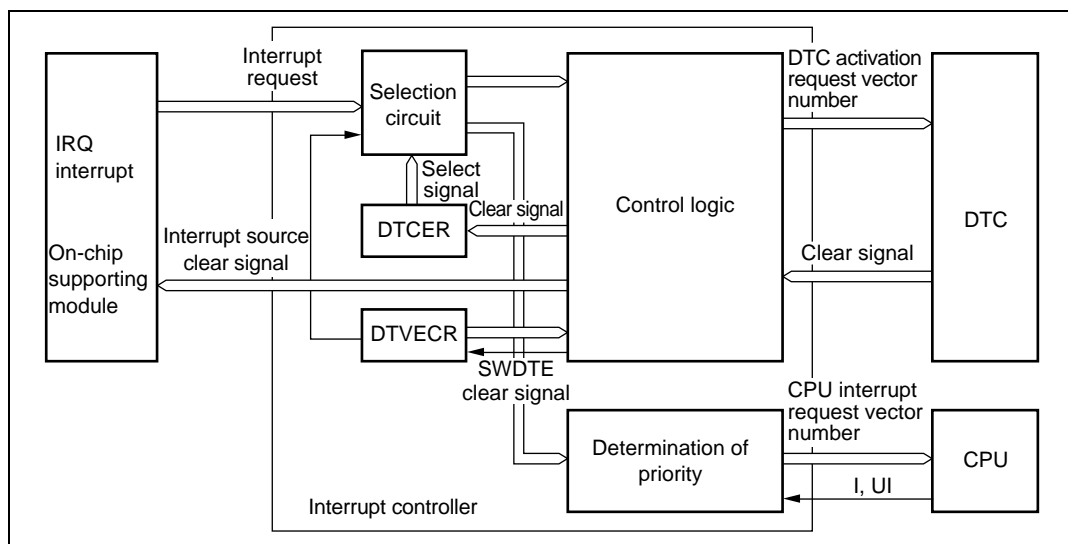 Interrupt
request
IRQ
interrupt
On-chip
supporting
module
Selection
circuit
Select
signal
DTCER
Clear signal
Interrupt source
clear signal
DTVECR
SWDTE
clear signal
Control logic
DTC activation
request vector
number
DTC
Clear signal
CPU interrupt
request vector
number
Determination of
priority
CPU
I, UI
Interrupt controller